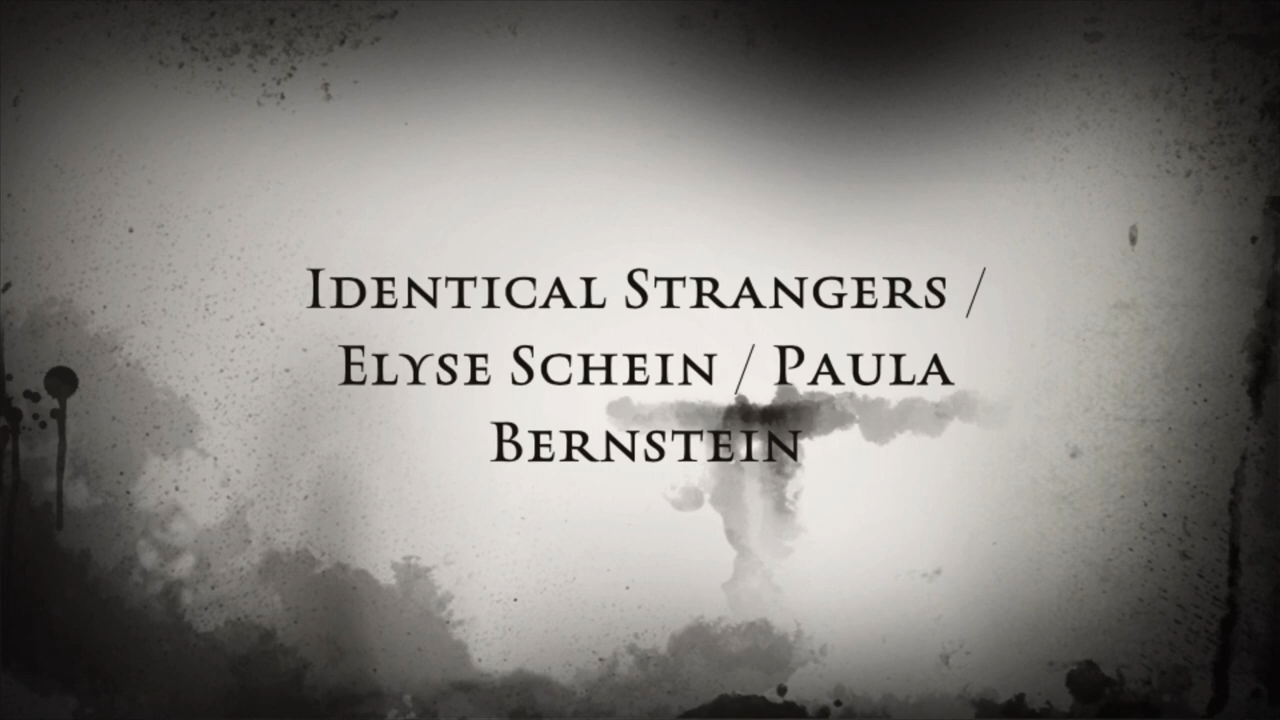 Identical Strangers /
Elyse Schein / Paula
Bernstein